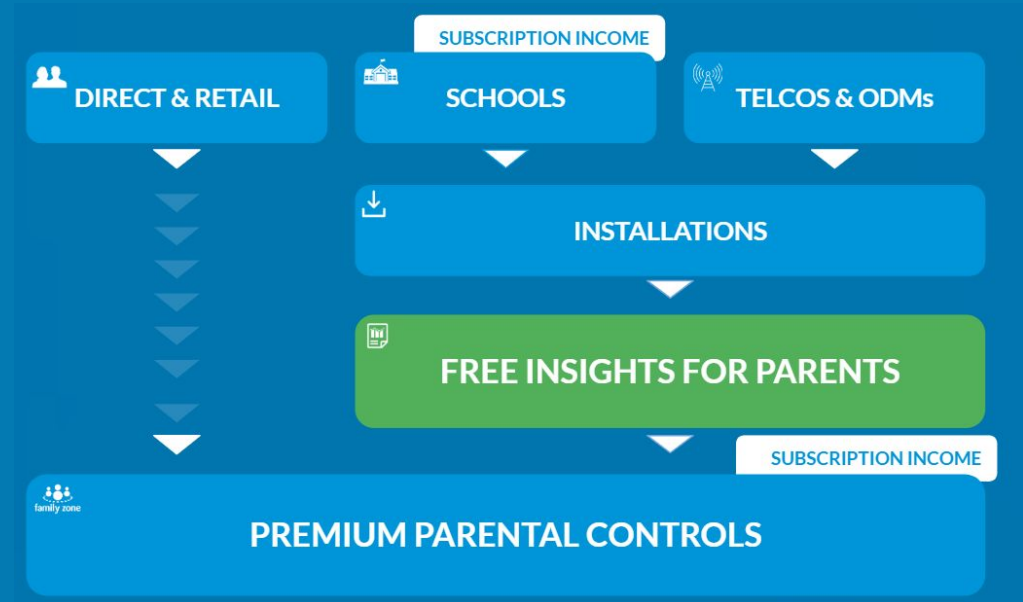 SUBSCRIPTION INCOME
DIRECT & RETAIL
SCHOOLS
TELCOS & ODMs
INSTALLATIONS
FREE INSIGHTS FOR PARENTS
SUBSCRIPTION INCOME
family zone
PREMIUM PARENTAL CONTROLS